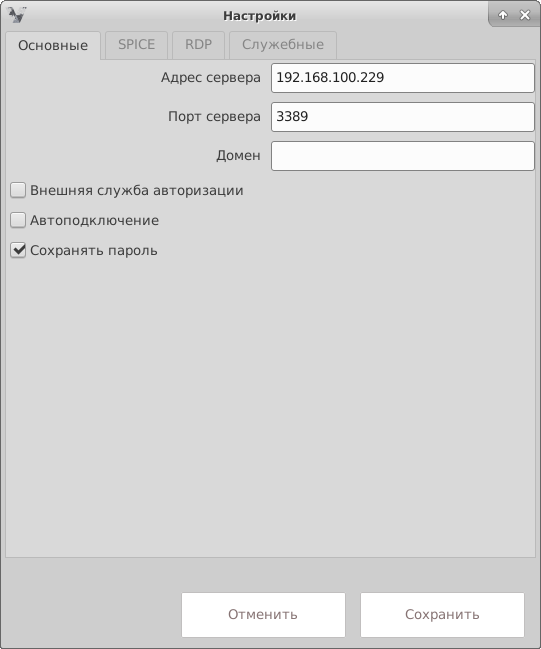 Настройки
Основные SPICE RDP Служебные
Адрес сервера 192.168.100.229
Порт сервера 3389
Домен
Внешняя служба авторизации
Автоподключение
Сохранять пароль
Отменить Сохранить